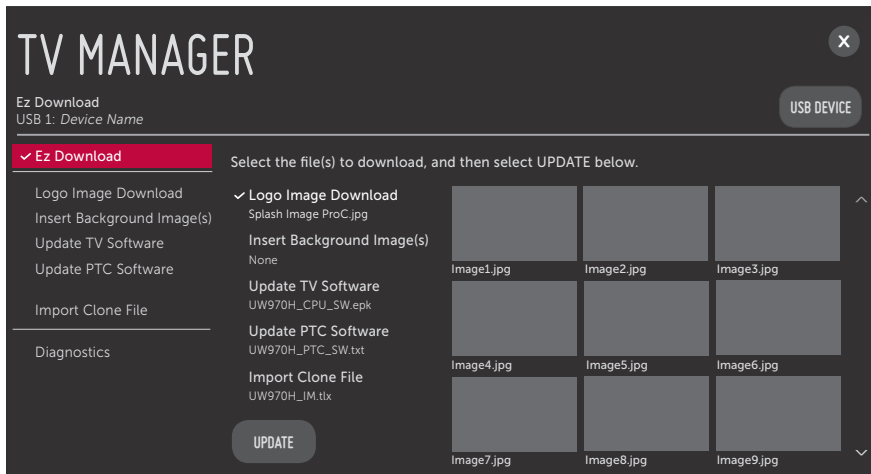 TV MANAGER
X
Ez Download
USB 1: Device Name
USB DEVICE
Ez Download
Logo Image Download
Insert Background Image(s)
Update TV Software
Update PTC Software
Import Clone File
Diagnostics
Select the file(s) to download, and then select UPDATE below.
Logo Image Download
Splash Image ProC.jpg
Insert Background Image(s)
None
Update TV Software
UW970H_CPU_SW.epk
Update PTC Software
UW970H_PTC_SW.txt
Import Clone File
UW970H_IM.tlx
UPDATE
Image1.jpg
Image2.jpg
Image3.jpg
Image4.jpg
Image5.jpg
Image6.jpg
Image7.jpg
Image8.jpg
Image9.jpg